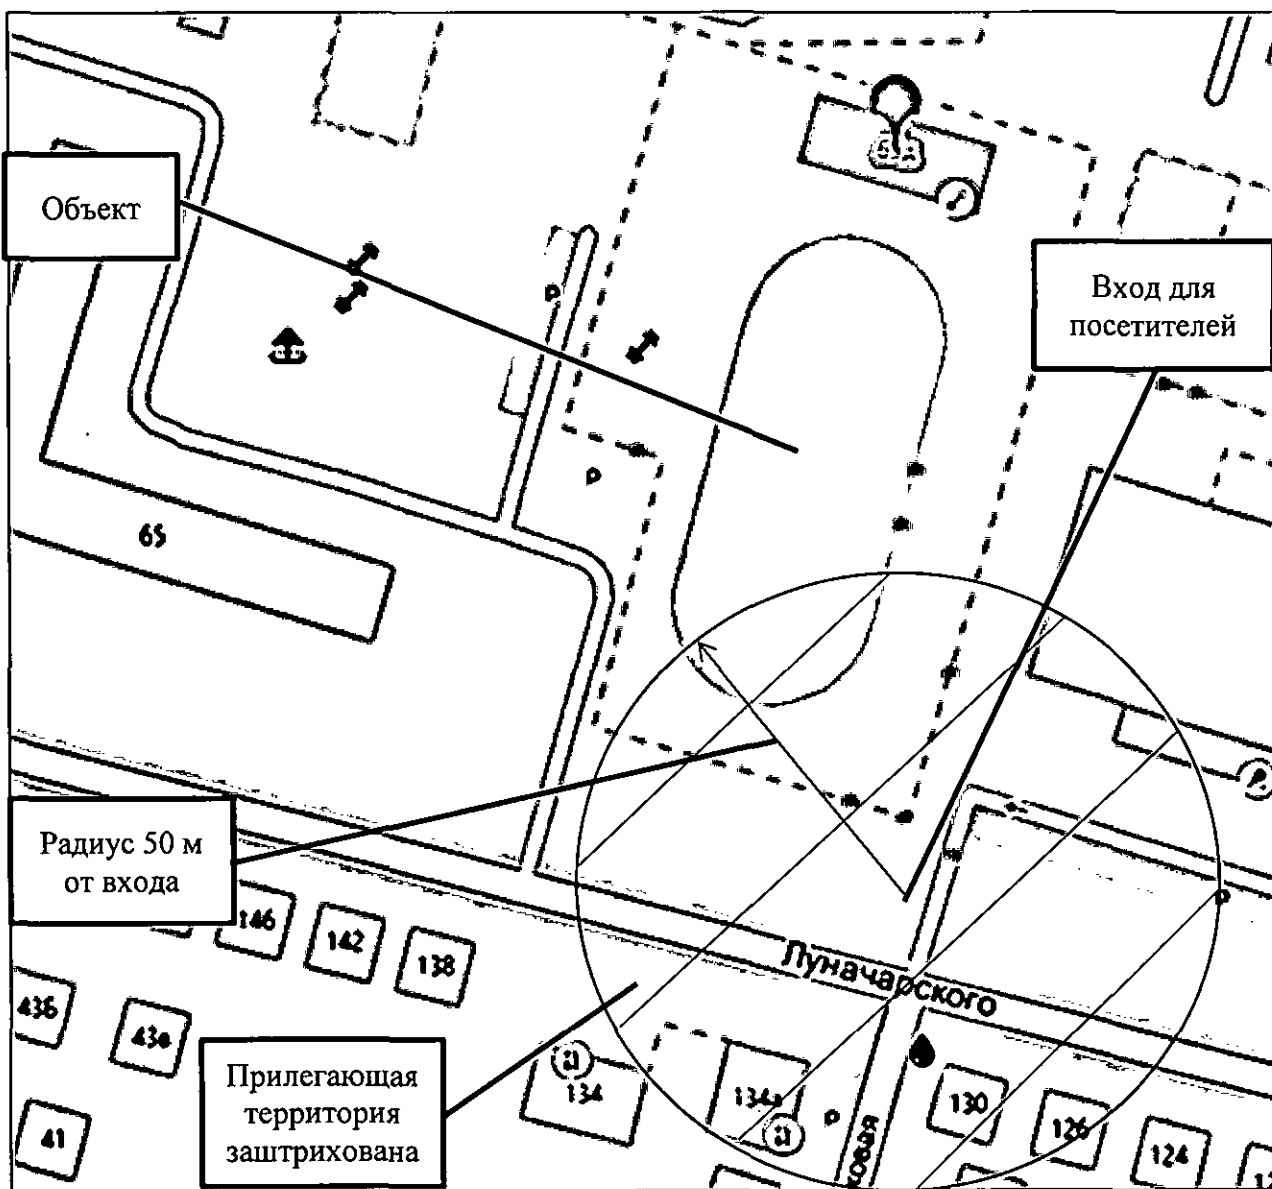 Объект
Вход для
посетителей
65
Радиус 50 м
от входа
146
142
138
Луначарского
43б
43а
Прилегающая
территория
заштрихована
134
134а
130
126
124
41